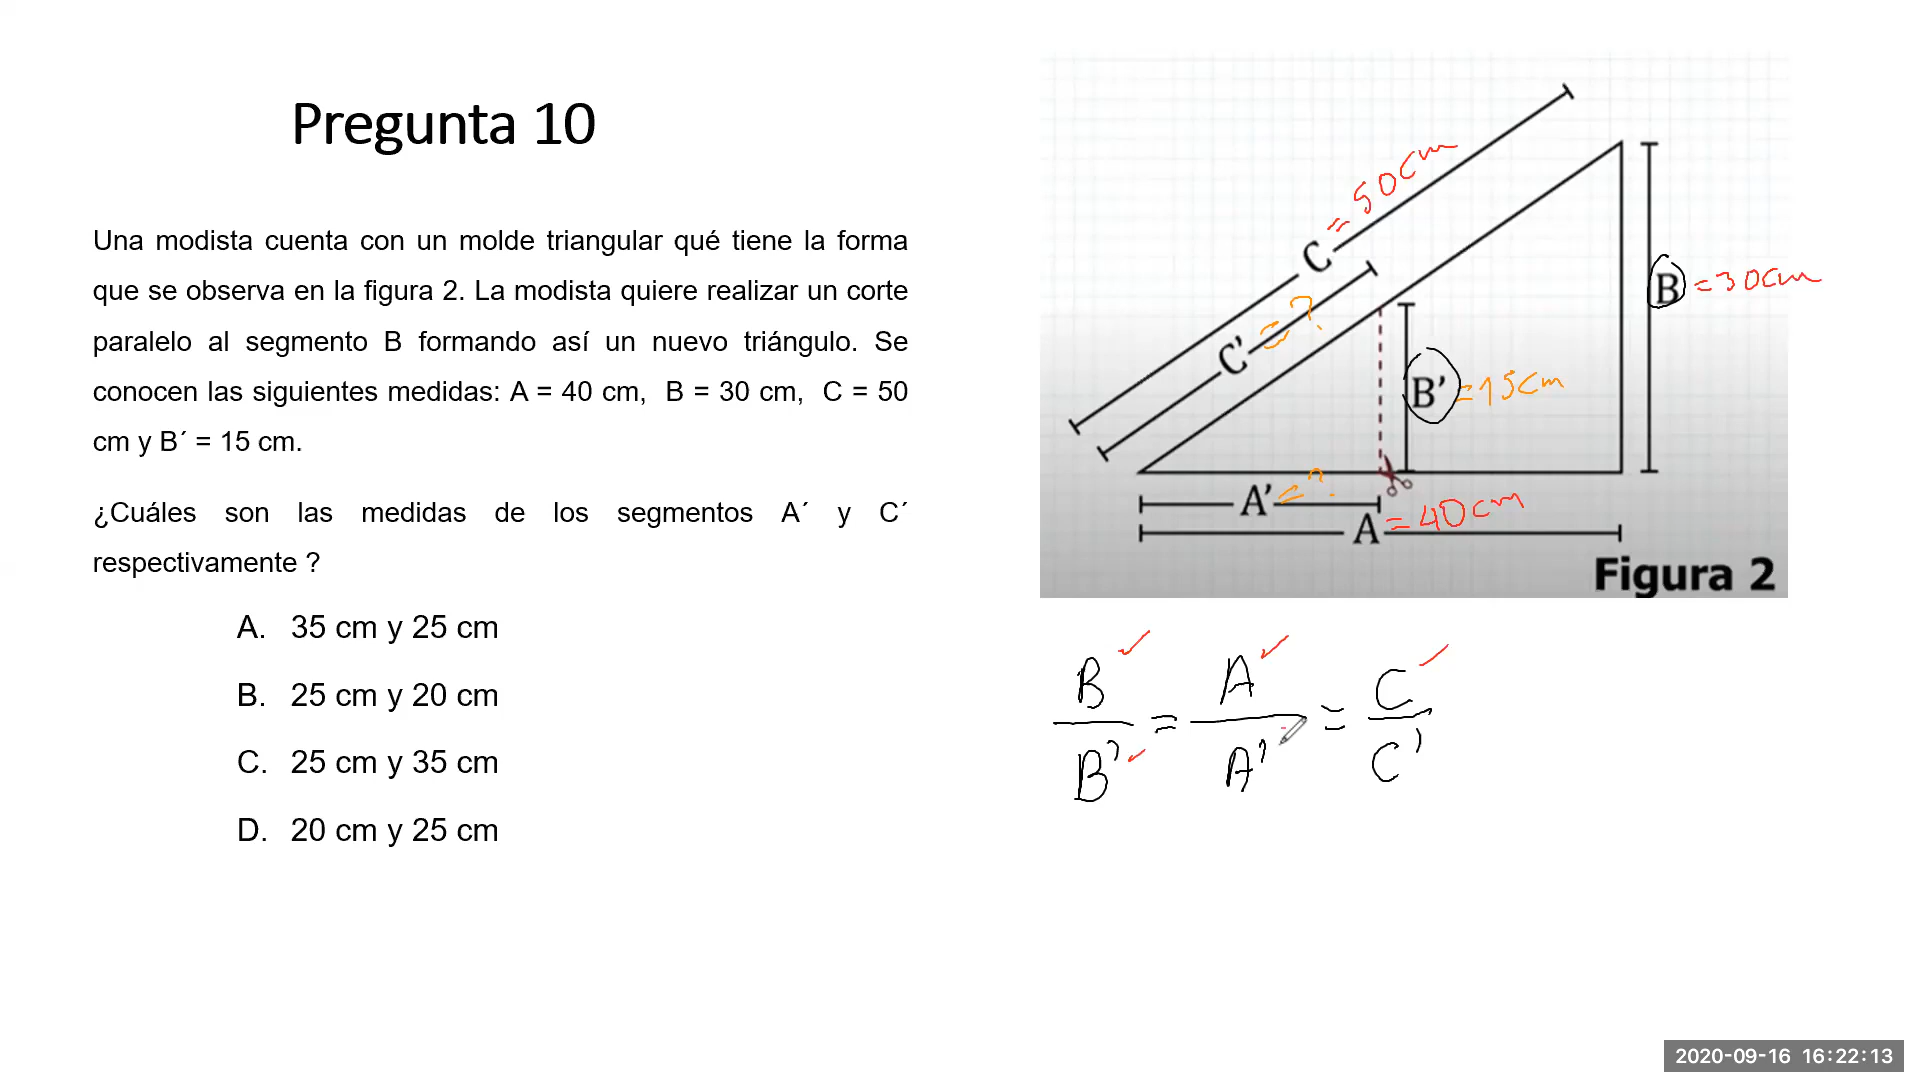 Pregunta 10
Una modista cuenta con un molde triangular qué tiene la forma
que se observa en la figura 2. La modista quiere realizar un corte
paralelo al segmento B formando así un nuevo triángulo. Se
conocen las siguientes medidas: A = 40 cm, B = 30 cm, C = 50
cm y B´ = 15 cm.
¿Cuáles son las medidas de los segmentos A´ y C´
respectivamente ?
A. 35 cm y 25 cm
B. 25 cm y 20 cm
C. 25 cm y 35 cm
D. 20 cm y 25 cm
C = 50cm
C' = ?
B = 30cm
B' = 15cm
A' = ?
A = 40cm
Figura 2
B A C
= =
B' A' C'
2020-09-16 16:22:13